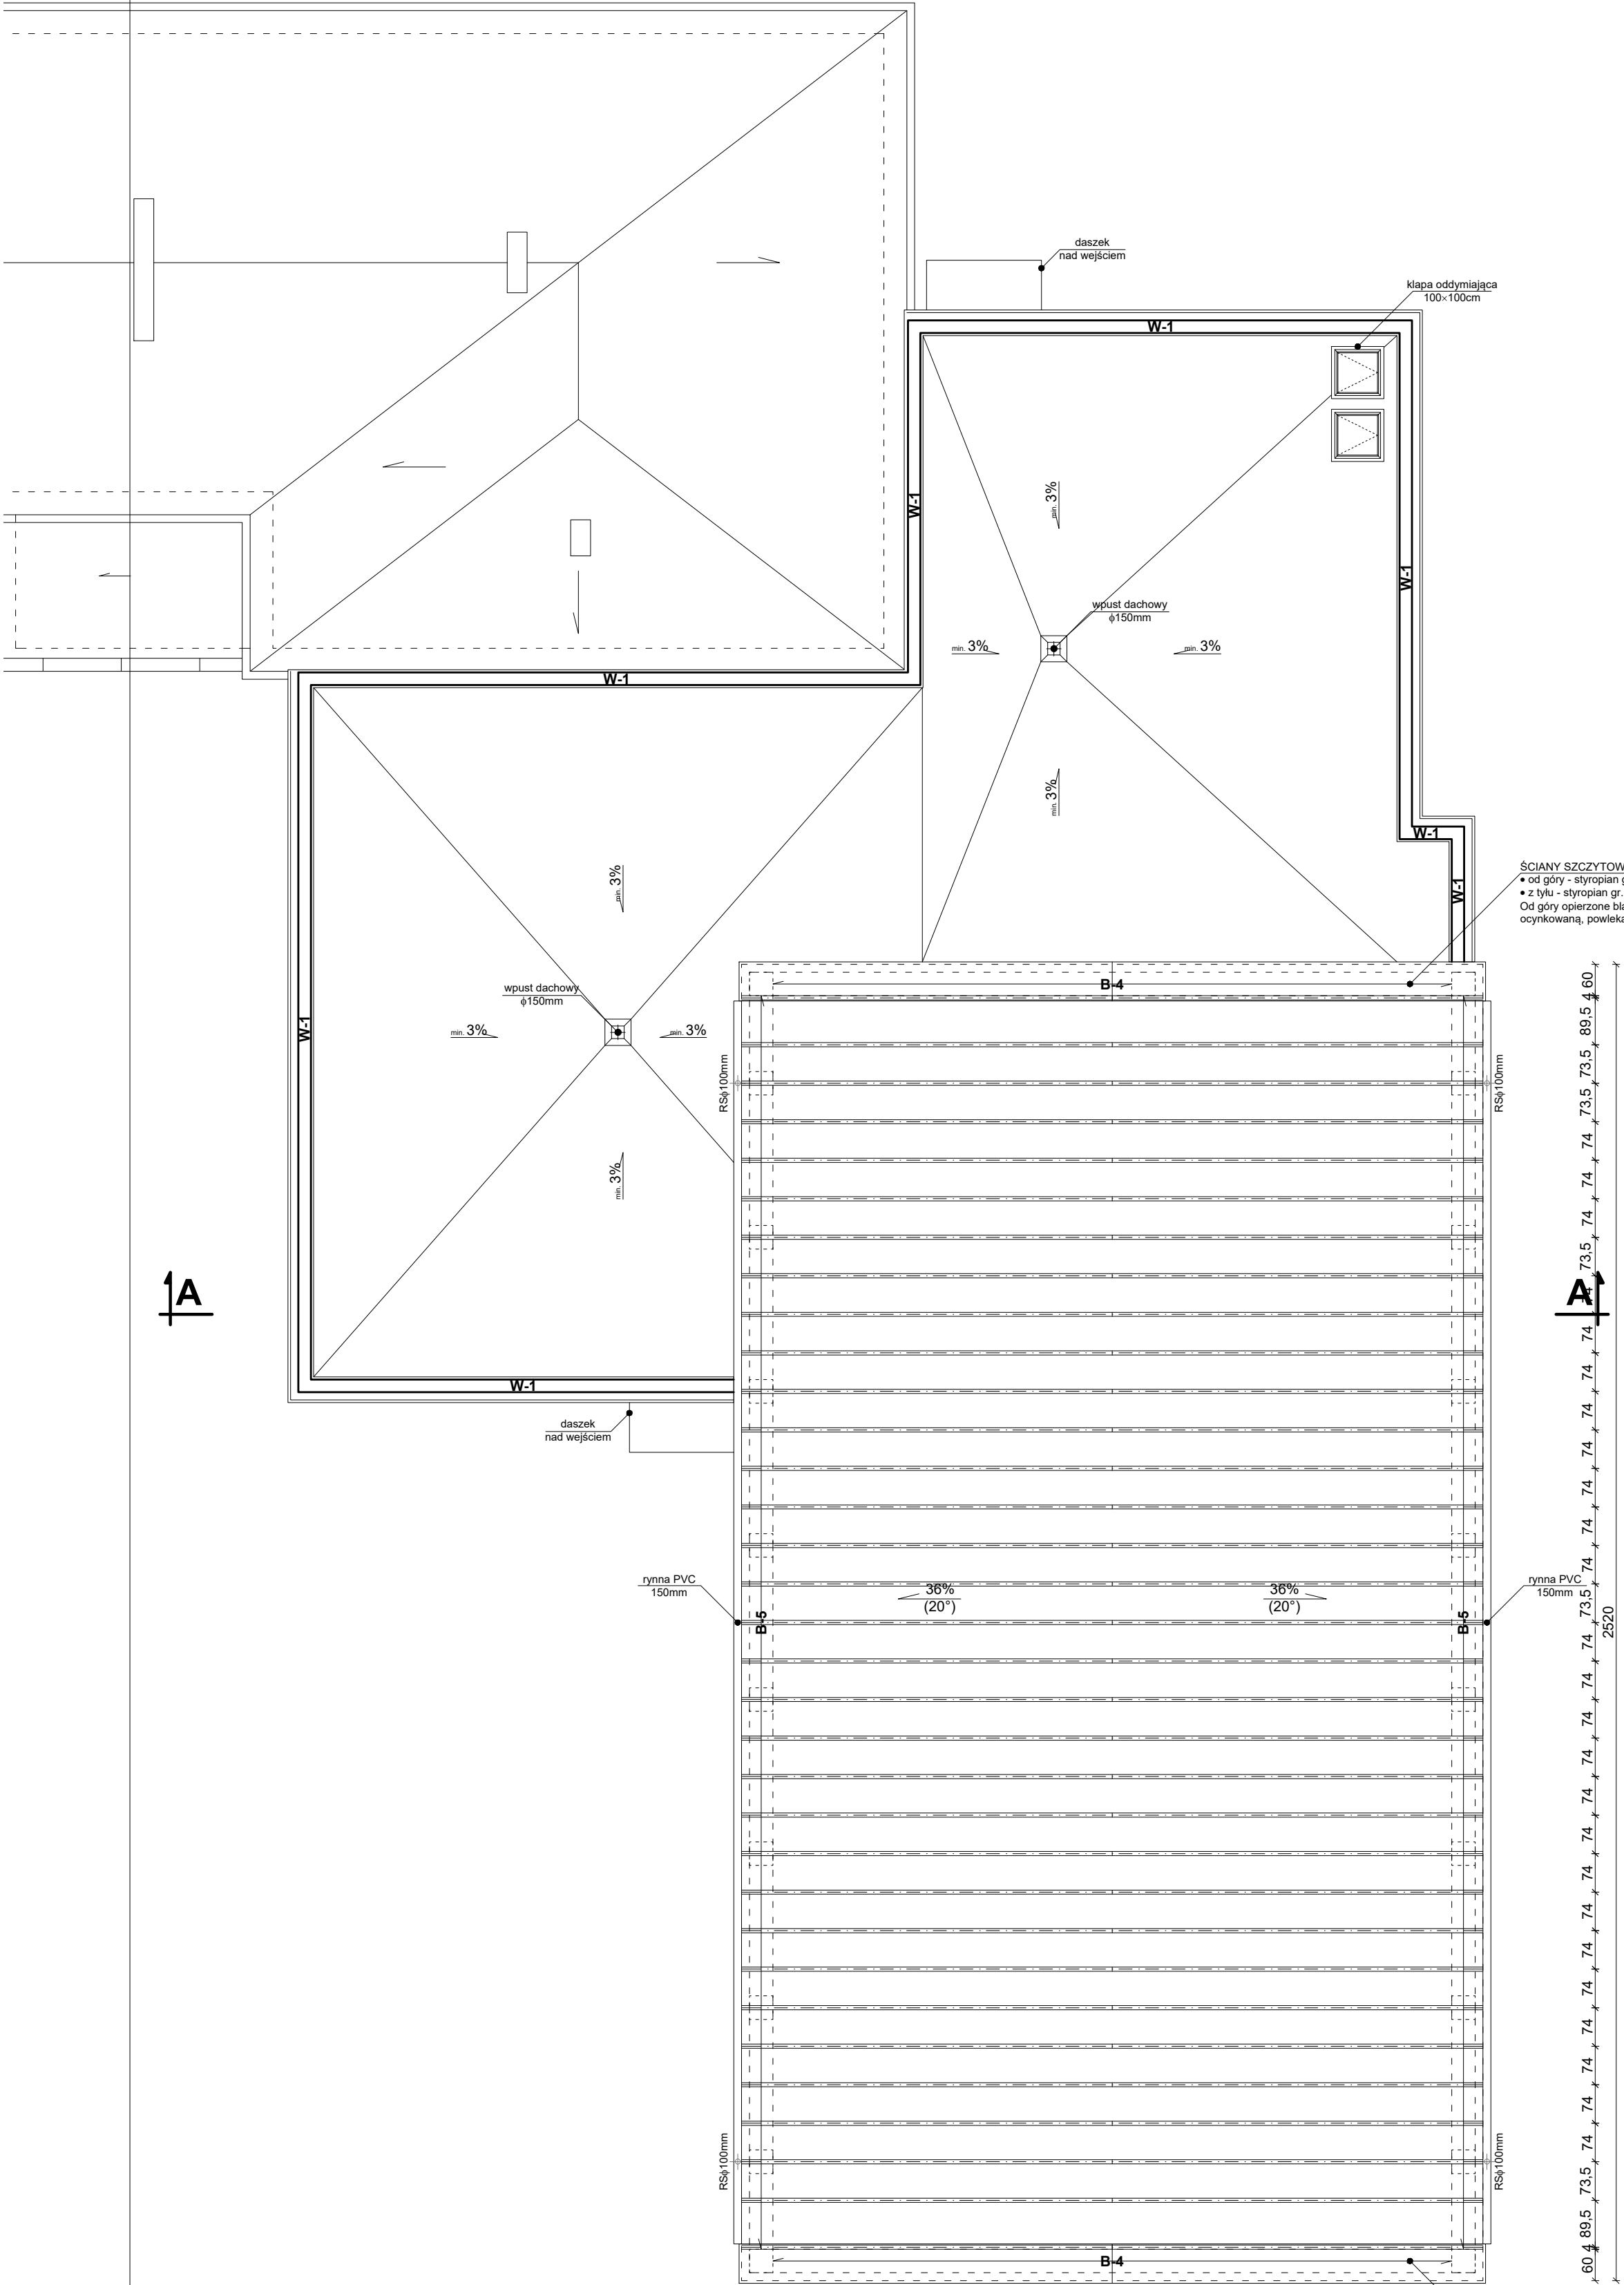 daszek
nad wejściem
klapa oddymiająca
100×100cm
W-1
W-1
min. 3%
W-1
wpust dachowy
ϕ150mm
min. 3%
min. 3%
W-1
min. 3%
W-1
ŚCIANY SZCZYTOW
• od góry - styropian g
• z tyłu - styropian gr.
Od góry opierzone bla
ocynkowaną, powleka
min. 3%
W-1
B-4
wpust dachowy
ϕ150mm
W-1
min. 3%
min. 3%
RSϕ100mm
RSϕ100mm
min. 3%
A
A
W-1
daszek
nad wejściem
rynna PVC
150mm
36%
(20°)
36%
(20°)
rynna PVC
150mm
B-5
B-5
RSϕ100mm
RSϕ100mm
B-4
60
4
89,5
73,5
73,5
74
74
74
73,5
74
74
74
74
74
74
74
73,5
74
74
74
74
74
74
74
74
74
74
74
74
74
74
73,5
89,5
4
60
2520